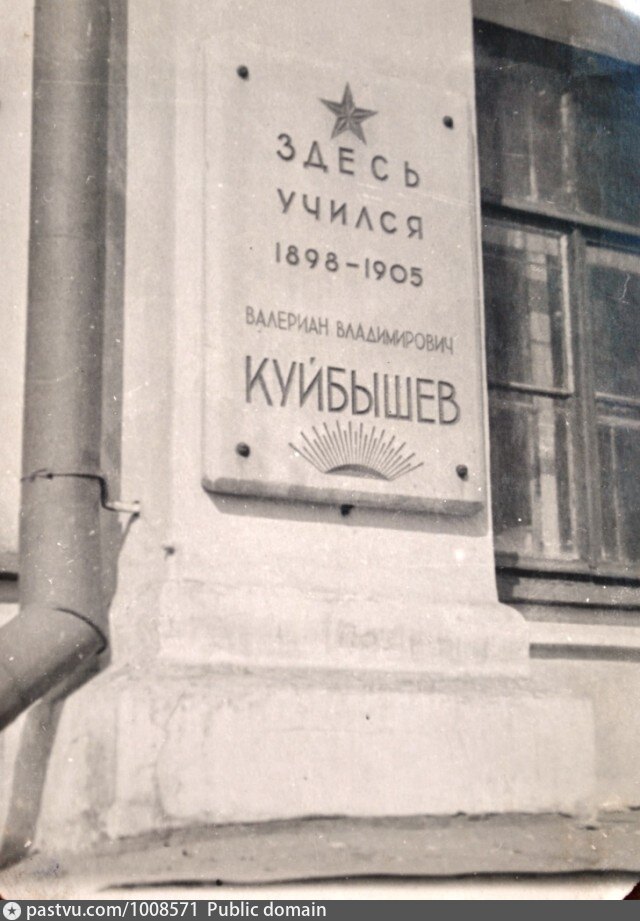 ЗДЕСЬ
УЧИЛСЯ
1898-1905
ВАЛЕРИАН ВЛАДИМИРОВИЧ
КУЙБЫШЕВ
pastvu.com/1008571 Public domain